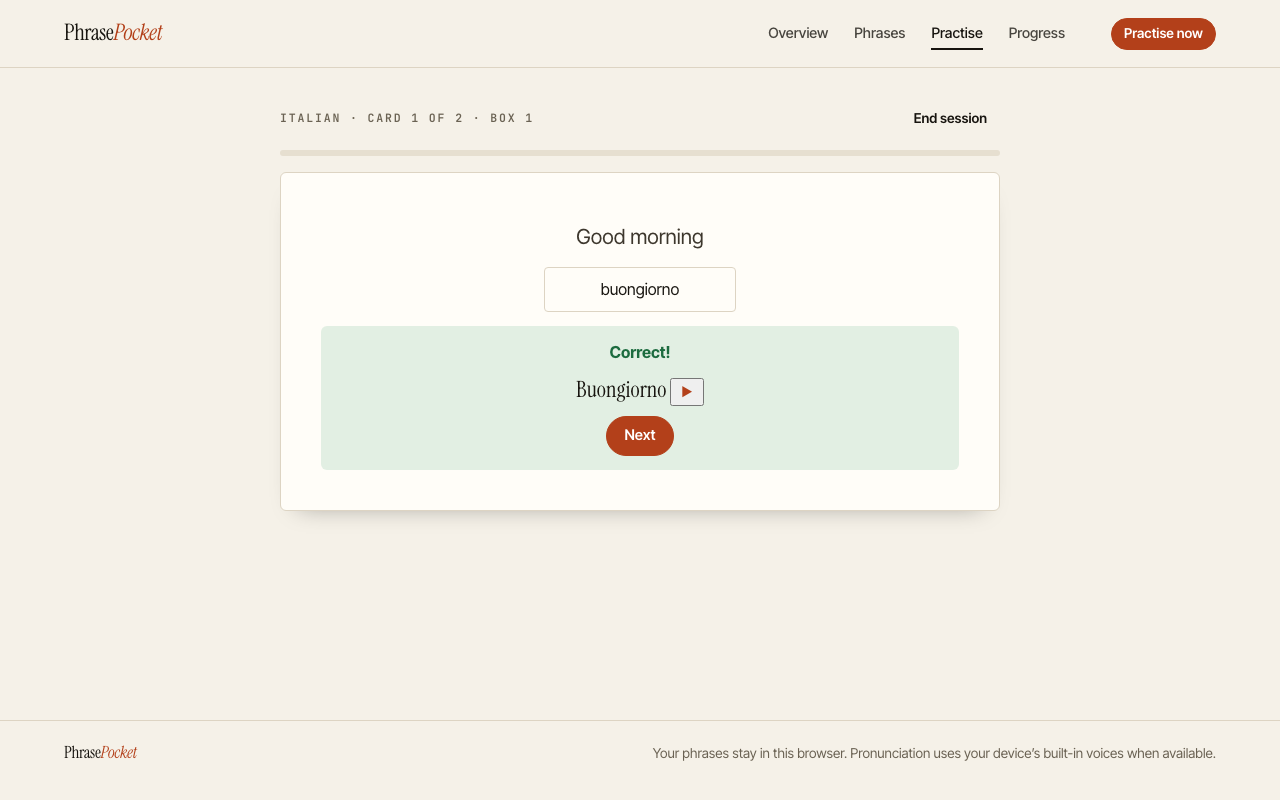 PhrasePocket
Overview Phrases Practise Progress Practise now
ITALIAN · CARD 1 OF 2 · BOX 1
End session
Good morning
buongiorno
Correct!
Buongiorno
Next
PhrasePocket
Your phrases stay in this browser. Pronunciation uses your device’s built-in voices when available.